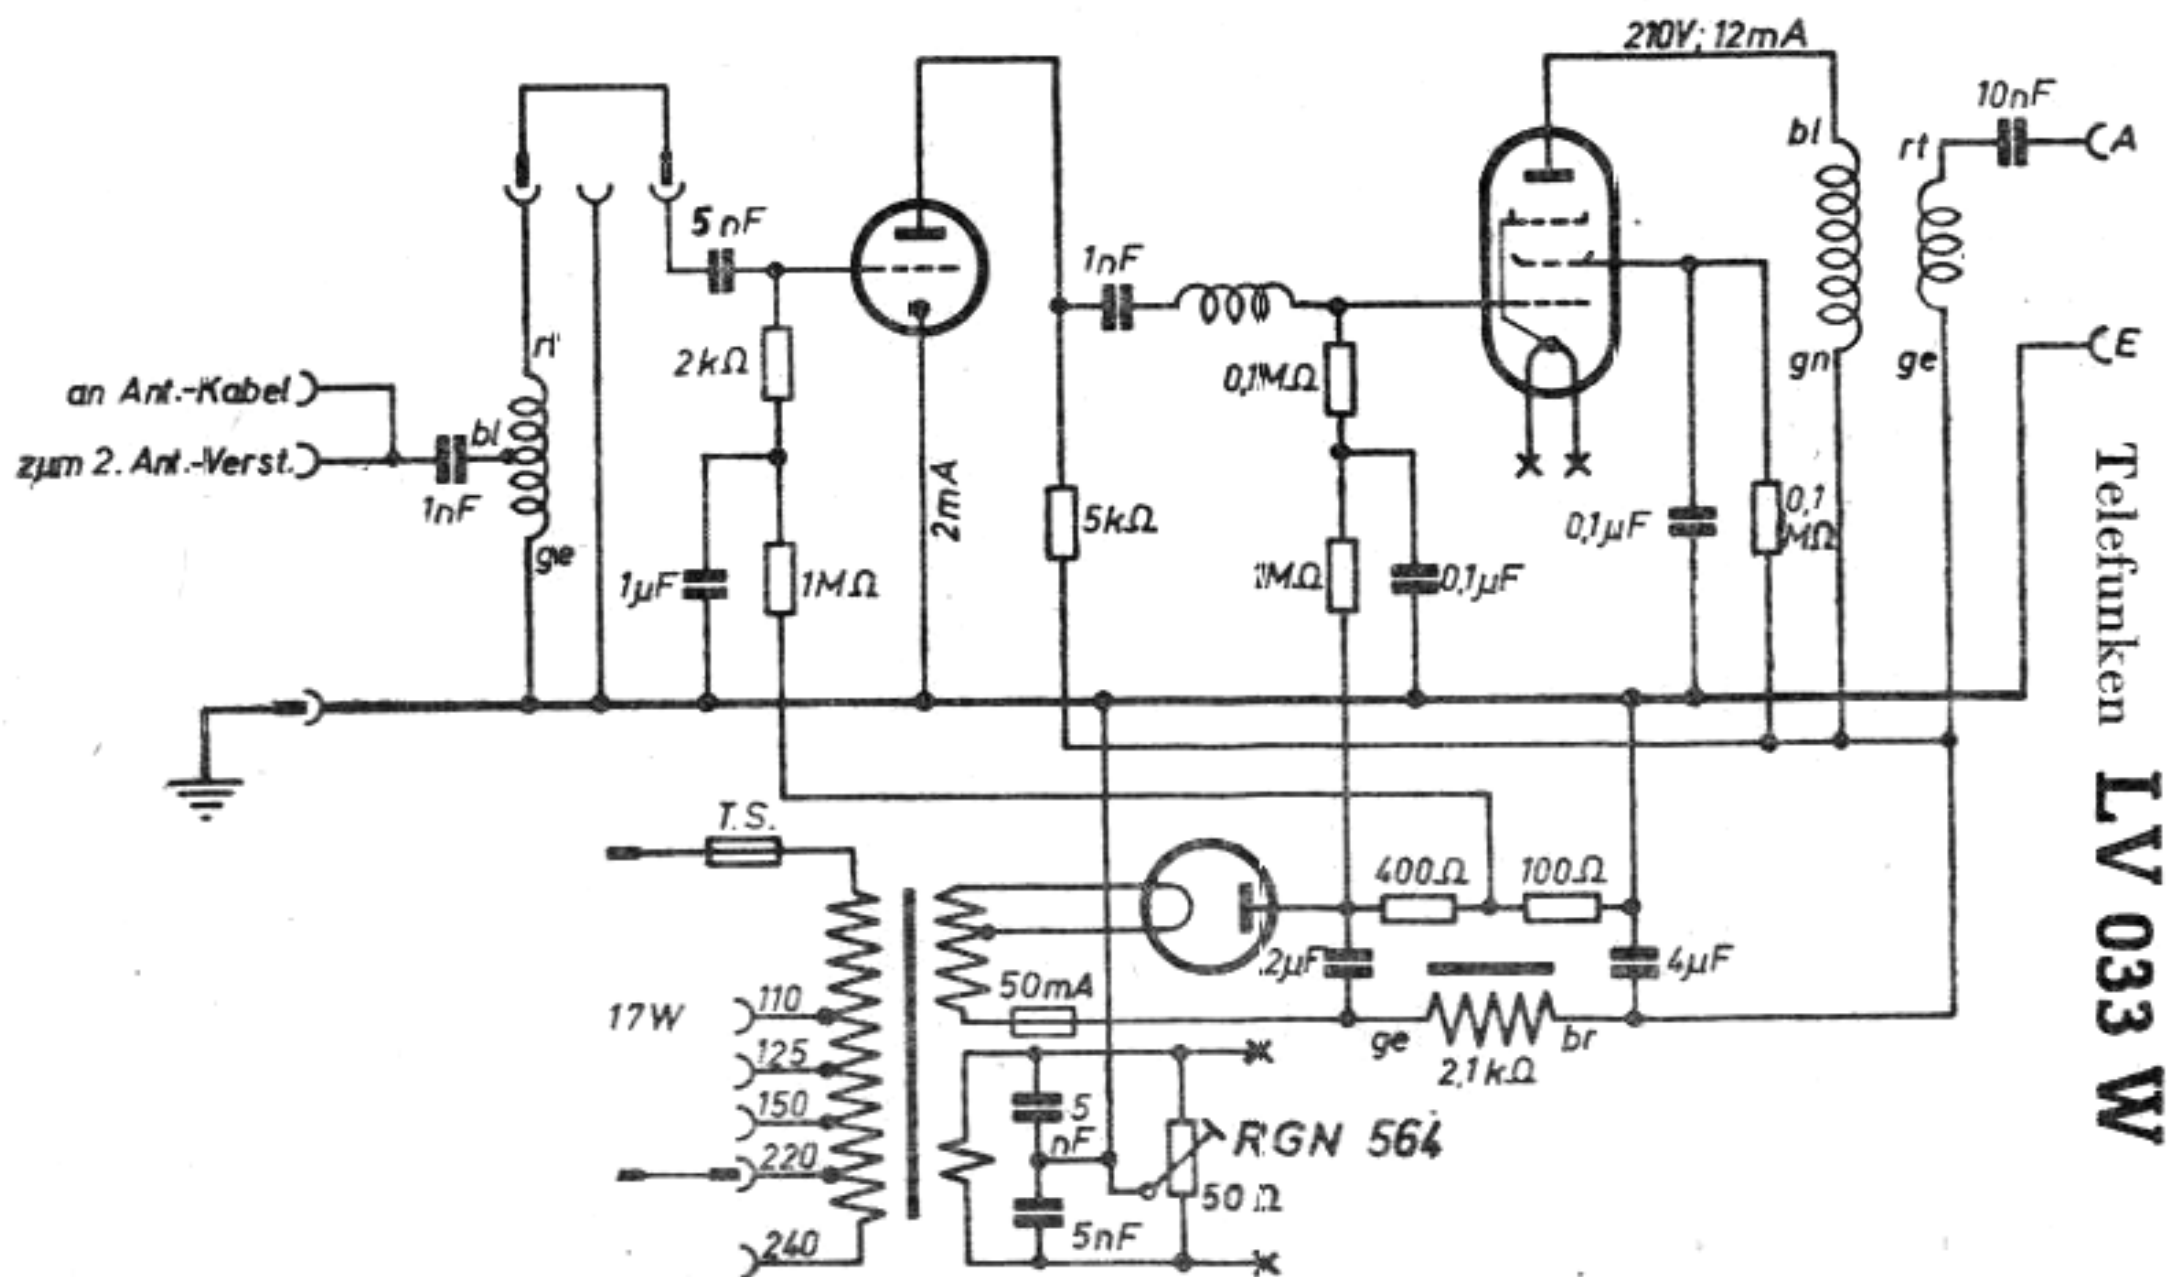 210V; 12mA
10nF
bl
rt
A
5nF
1nF
2kΩ
0,1MΩ
gn
ge
E
an Ant.-Kabel
zum 2. Ant.-Verst.
bl
1nF
ge
1µF
1MΩ
2mA
5kΩ
1MΩ
0,1µF
0,1µF
0,1
MΩ
Telefunken LV 033 W
T.S.
400Ω
100Ω
2µF
4µF
50mA
17W
110
125
150
220
240
ge
br
2,1kΩ
5
nF
RGN 564
50Ω
5nF